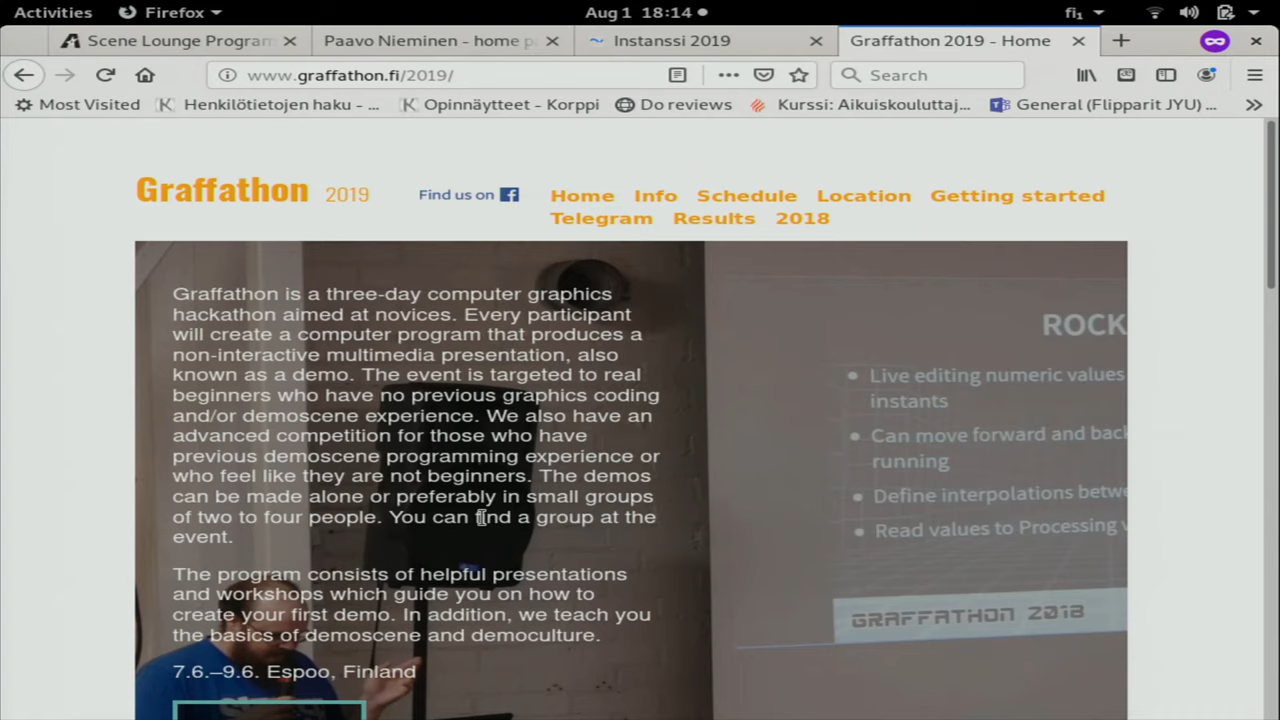 Activities Firefox Aug 1 18:14 fi₁
Scene Lounge Program Paavo Nieminen - home p Instanssi 2019 Graffathon 2019 - Home
www.graffathon.fi/2019/ Search
Most Visited Henkilötietojen haku - ... Opinnäytteet - Korppi Do reviews Kurssi: Aikuiskouluttaj... General (Flipparit JYU) ...
Graffathon 2019 Find us on Home Info Schedule Location Getting started
Telegram Results 2018
Graffathon is a three-day computer graphics
hackathon aimed at novices. Every participant
will create a computer program that produces a
non-interactive multimedia presentation, also
known as a demo. The event is targeted to real
beginners who have no previous graphics coding
and/or demoscene experience. We also have an
advanced competition for those who have
previous demoscene programming experience or
who feel like they are not beginners. The demos
can be made alone or preferably in small groups
of two to four people. You can find a group at the
event.
The program consists of helpful presentations
and workshops which guide you on how to
create your first demo. In addition, we teach you
the basics of demoscene and democulture.
7.6.–9.6. Espoo, Finland
ROCK
Live editing numeric values
instants
Can move forward and back
running
Define interpolations betw
Read values to Processing
GRAFFATHON 2018